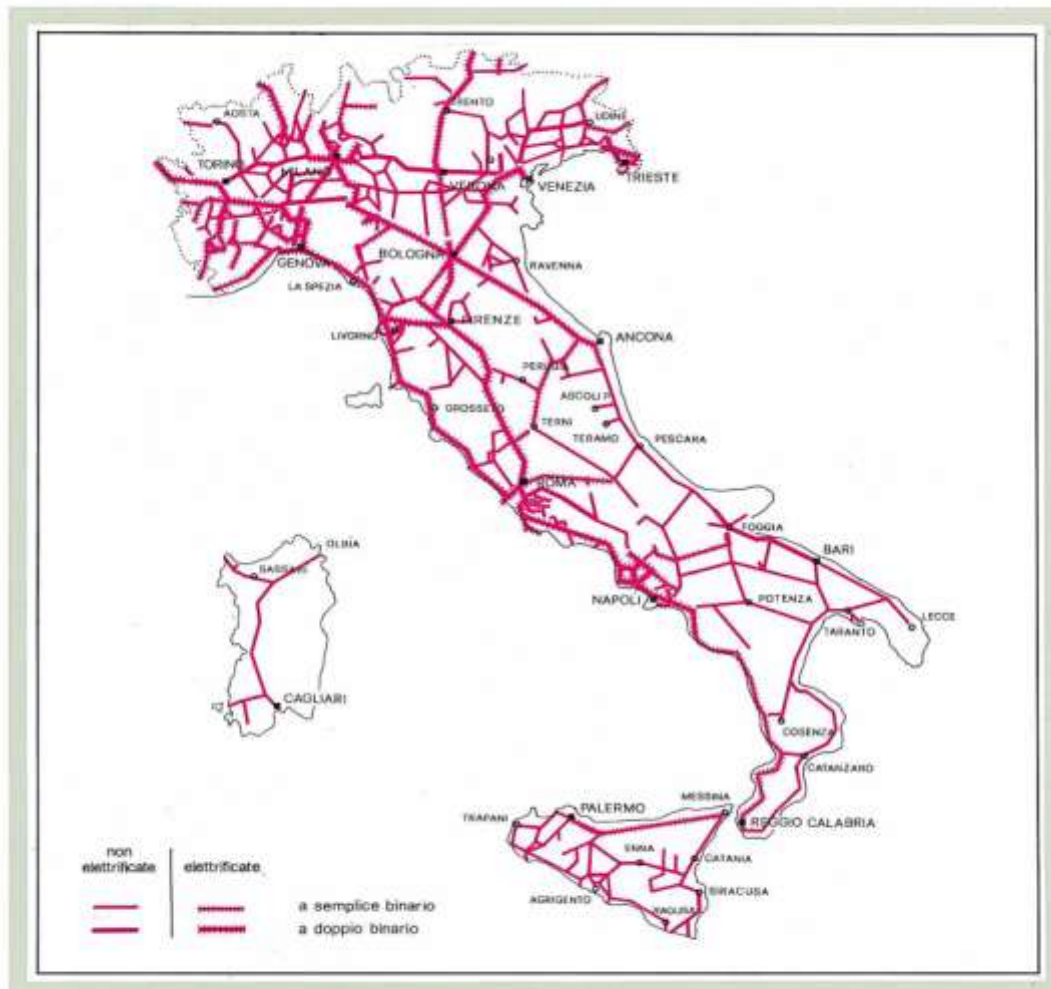 AOSTA
TRENTO
UDINE
TORINO
MILANO
VERONA
VENEZIA
TRIESTE
GENOVA
BOLOGNA
RAVENNA
LA SPEZIA
LIVORNO
FIRENZE
ANCONA
PERUGIA
ASCOLI P.
GROSSETO
TERNI
TERAMO
PESCARA
ROMA
FOGGIA
BARI
OLBIA
SASSARI
NAPOLI
POTENZA
TARANTO
LECCE
CAGLIARI
COSENZA
CATANZARO
MESSINA
PALERMO
TRAPANI
REGGIO CALABRIA
ENNA
CATANIA
AGRIGENTO
SIRACUSA
RAGUSA
non
elettrificate
elettrificate
a semplice binario
a doppio binario